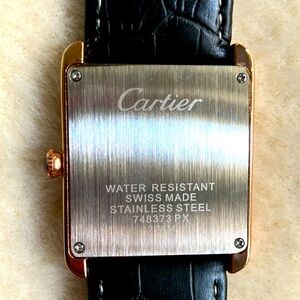 Cartier
WATER RESISTANT
SWISS MADE
STAINLESS STEEL
748373 PX